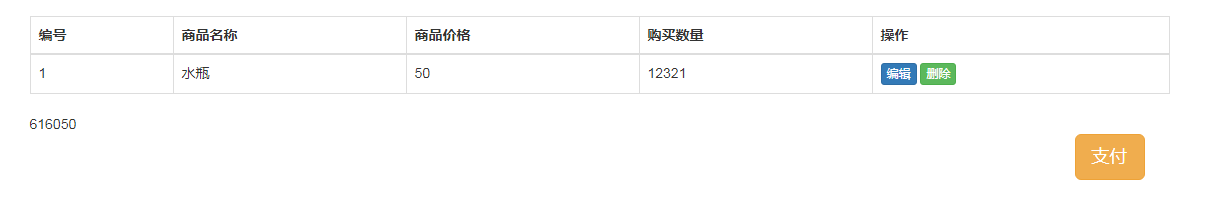 编号 商品名称 商品价格 购买数量 操作
1 水瓶 50 12321 编辑 删除
616050
支付